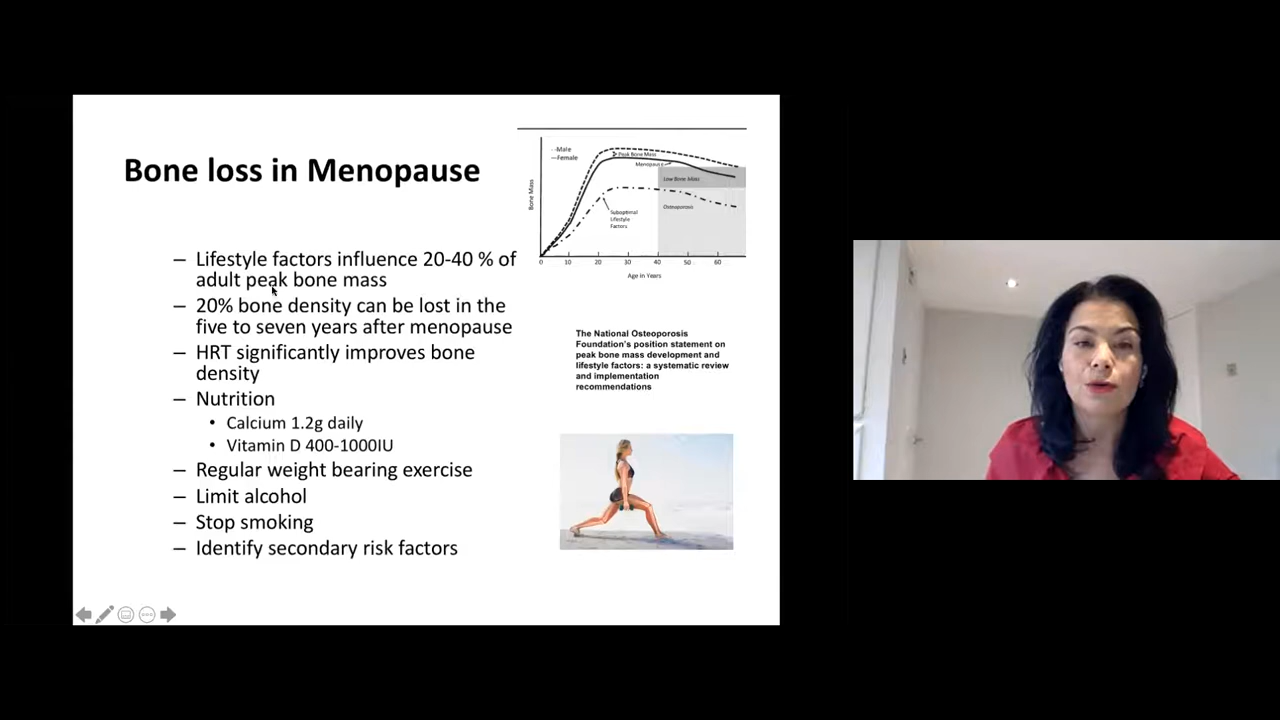 Bone loss in Menopause
– Lifestyle factors influence 20-40 % of
adult peak bone mass
– 20% bone density can be lost in the
five to seven years after menopause
– HRT significantly improves bone
density
– Nutrition
• Calcium 1.2g daily
• Vitamin D 400-1000IU
– Regular weight bearing exercise
– Limit alcohol
– Stop smoking
– Identify secondary risk factors
--Male
—Female
Peak Bone Mass
Menopause
Low Bone Mass
Osteoporosis
Suboptimal
Lifestyle
Factors
Bone Mass
0 10 20 30 40 50 60
Age in Years
The National Osteoporosis
Foundation's position statement on
peak bone mass development and
lifestyle factors: a systematic review
and implementation
recommendations